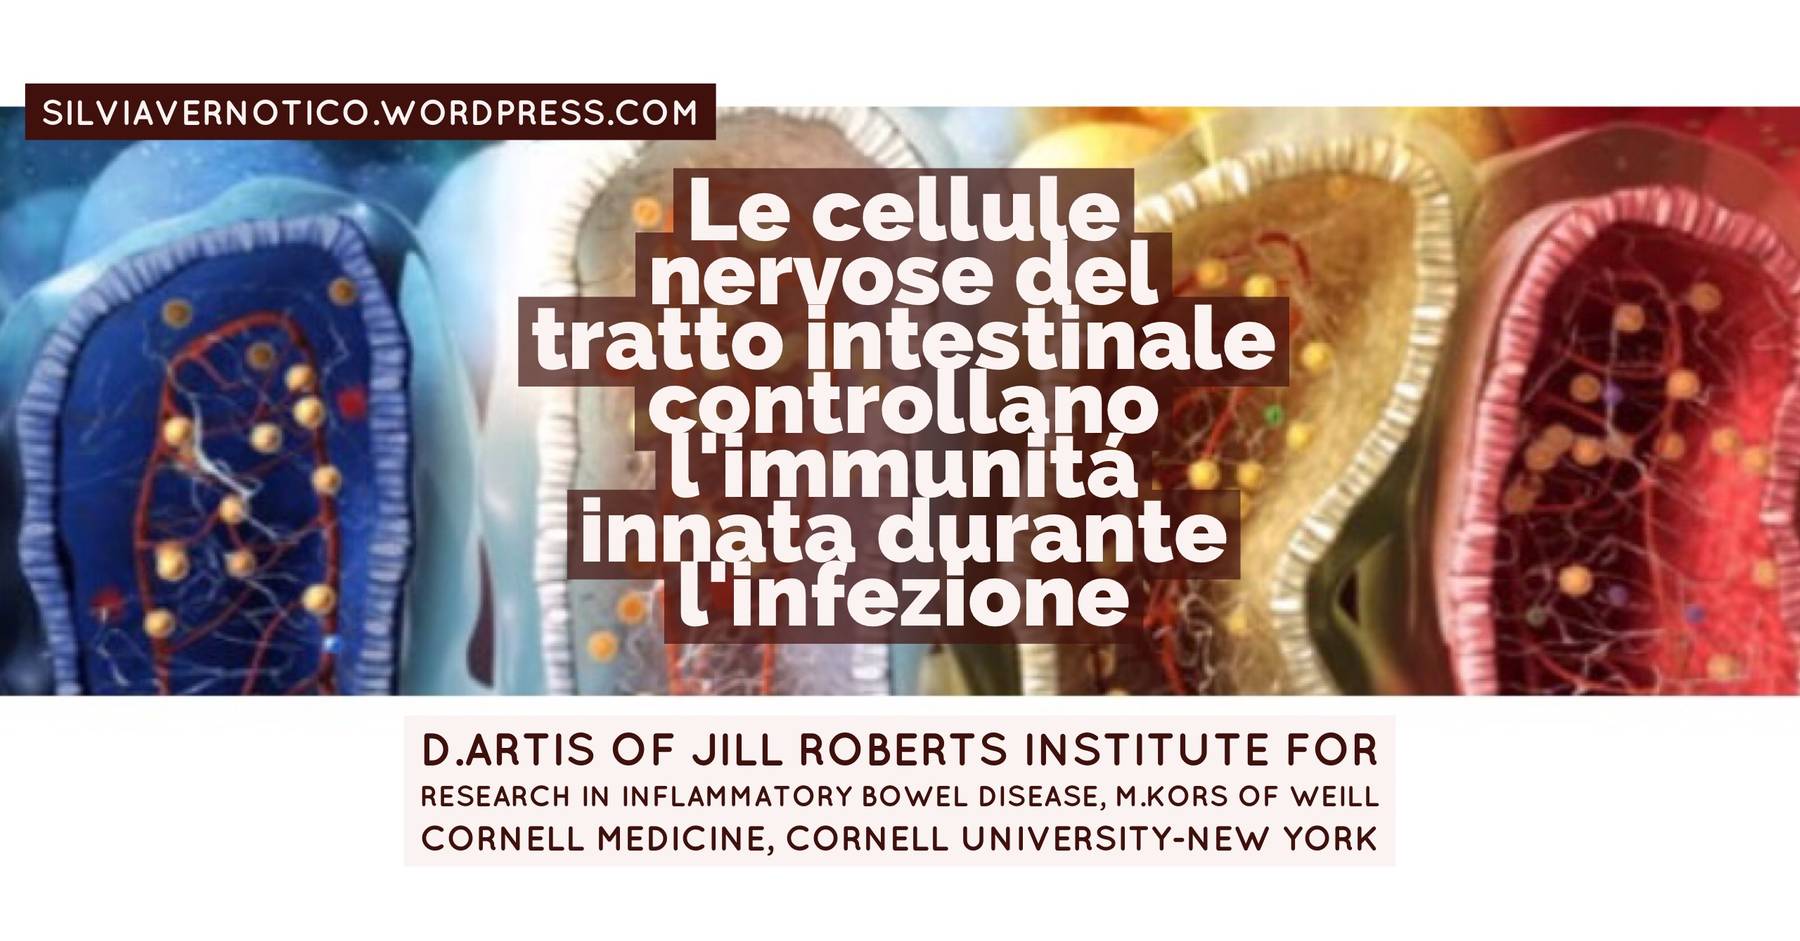 SILVIAVERNOTICO.WORDPRESS.COM
Le cellule
nervose del
tratto intestinale
controllano
l'immunitá
innata durante
l'infezione
D.ARTIS OF JILL ROBERTS INSTITUTE FOR
RESEARCH IN INFLAMMATORY BOWEL DISEASE, M.KORS OF WEILL
CORNELL MEDICINE, CORNELL UNIVERSITY-NEW YORK